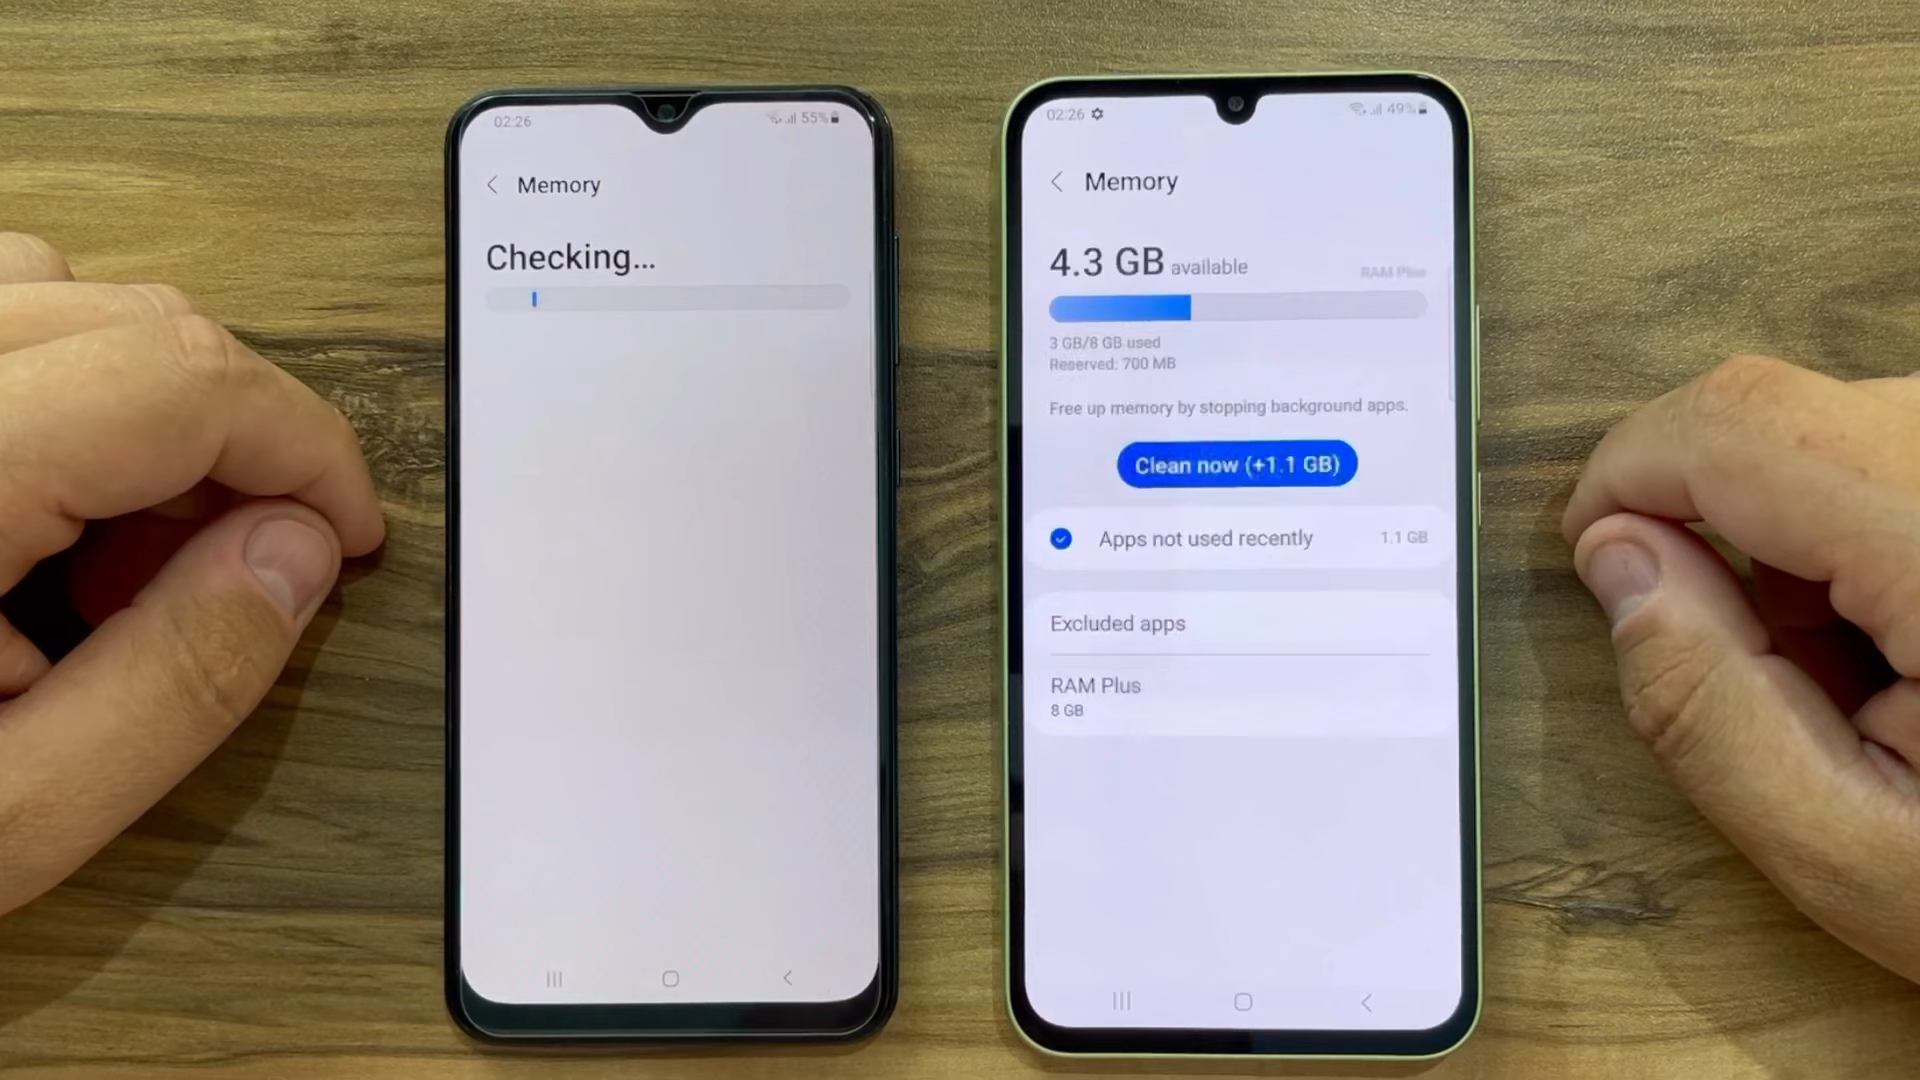 02:26
55%
Memory
Checking...
02:26
49%
Memory
4.3 GB available
RAM Plus
3 GB/8 GB used
Reserved: 700 MB
Free up memory by stopping background apps.
Clean now (+1.1 GB)
Apps not used recently 1.1 GB
Excluded apps
RAM Plus
8 GB